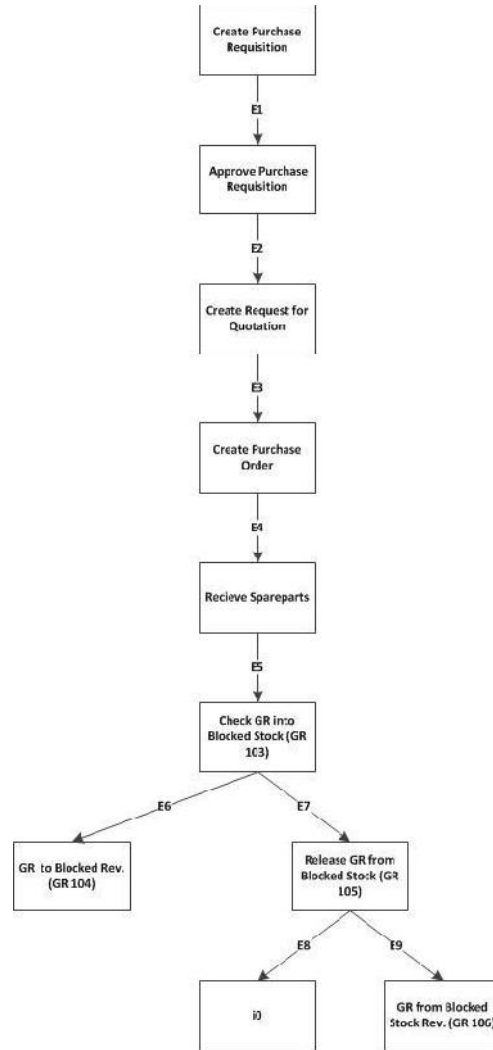 Create Purchase
Requisition
E1
Approve Purchase
Requisition
E2
Create Request for
Quotation
E3
Create Purchase
Order
E4
Recieve Spareparts
E5
Check GR into
Blocked Stock (GR
103)
E6
E7
GR to Blocked Rev.
(GR 104)
Release GR from
Blocked Stock (GR
105)
E8
E9
i0
GR from Blocked
Stock Rev. (GR 106)